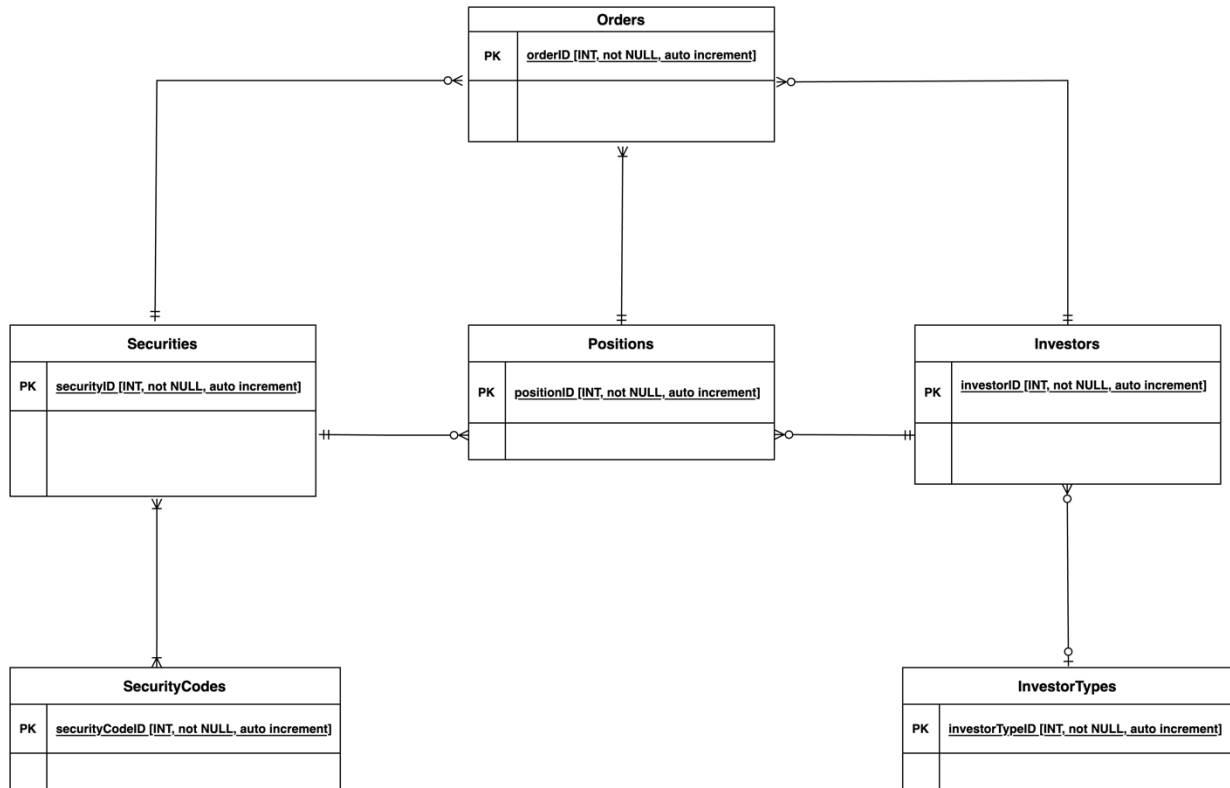 Orders
PK orderID [INT, not NULL, auto increment]
Securities
PK securityID [INT, not NULL, auto increment]
Positions
PK positionID [INT, not NULL, auto increment]
Investors
PK investorID [INT, not NULL, auto increment]
SecurityCodes
PK securityCodeID [INT, not NULL, auto increment]
InvestorTypes
PK investorTypeID [INT, not NULL, auto increment]